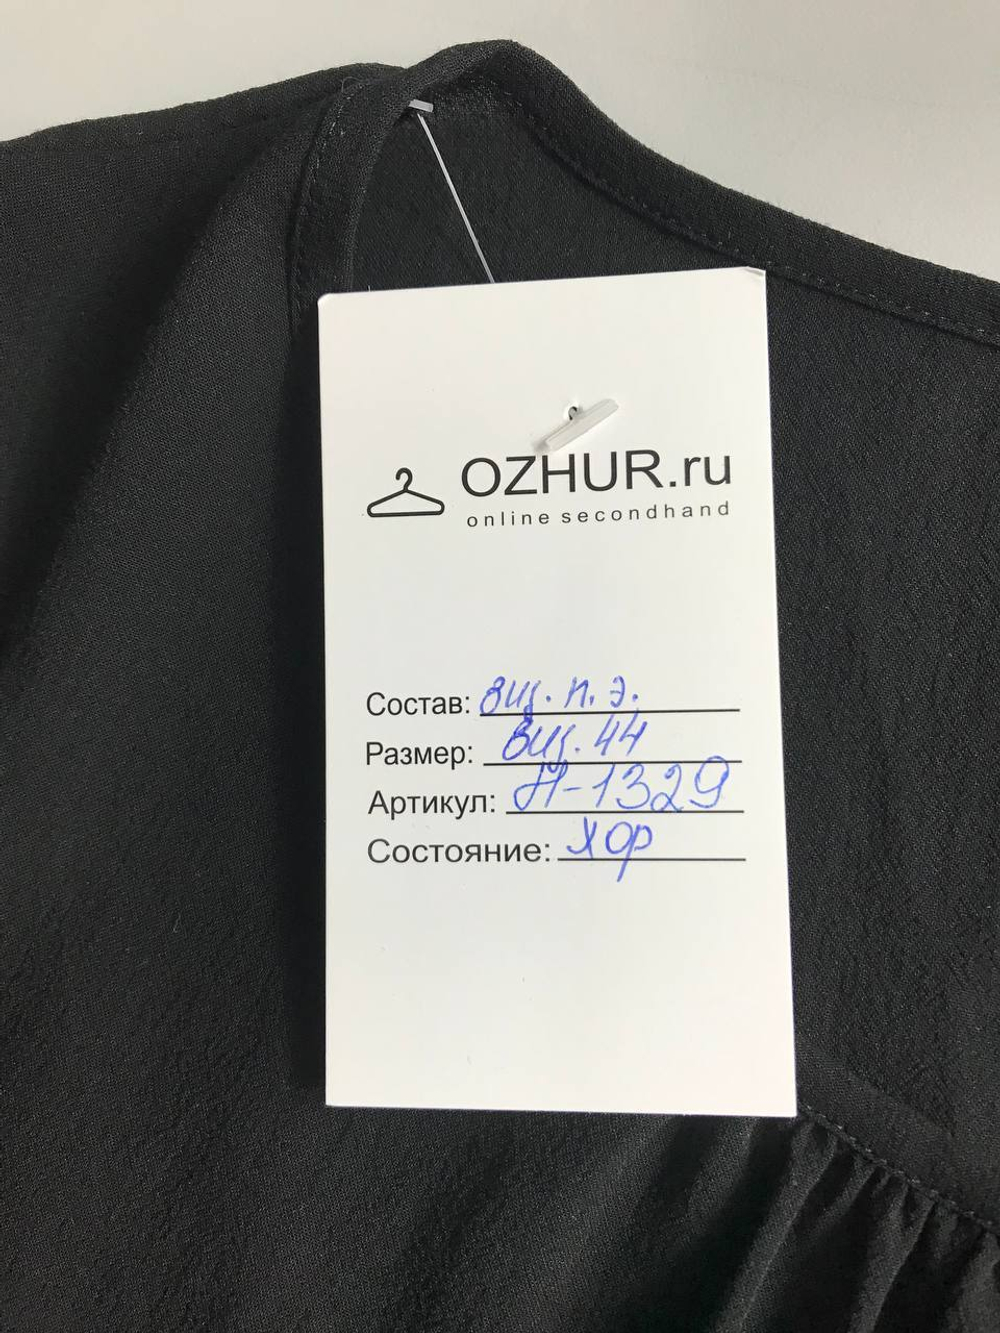 OZHUR.ru
online secondhand
Состав: виз. п.э.
Размер: виз. 44
Артикул: Н-1329
Состояние: хор